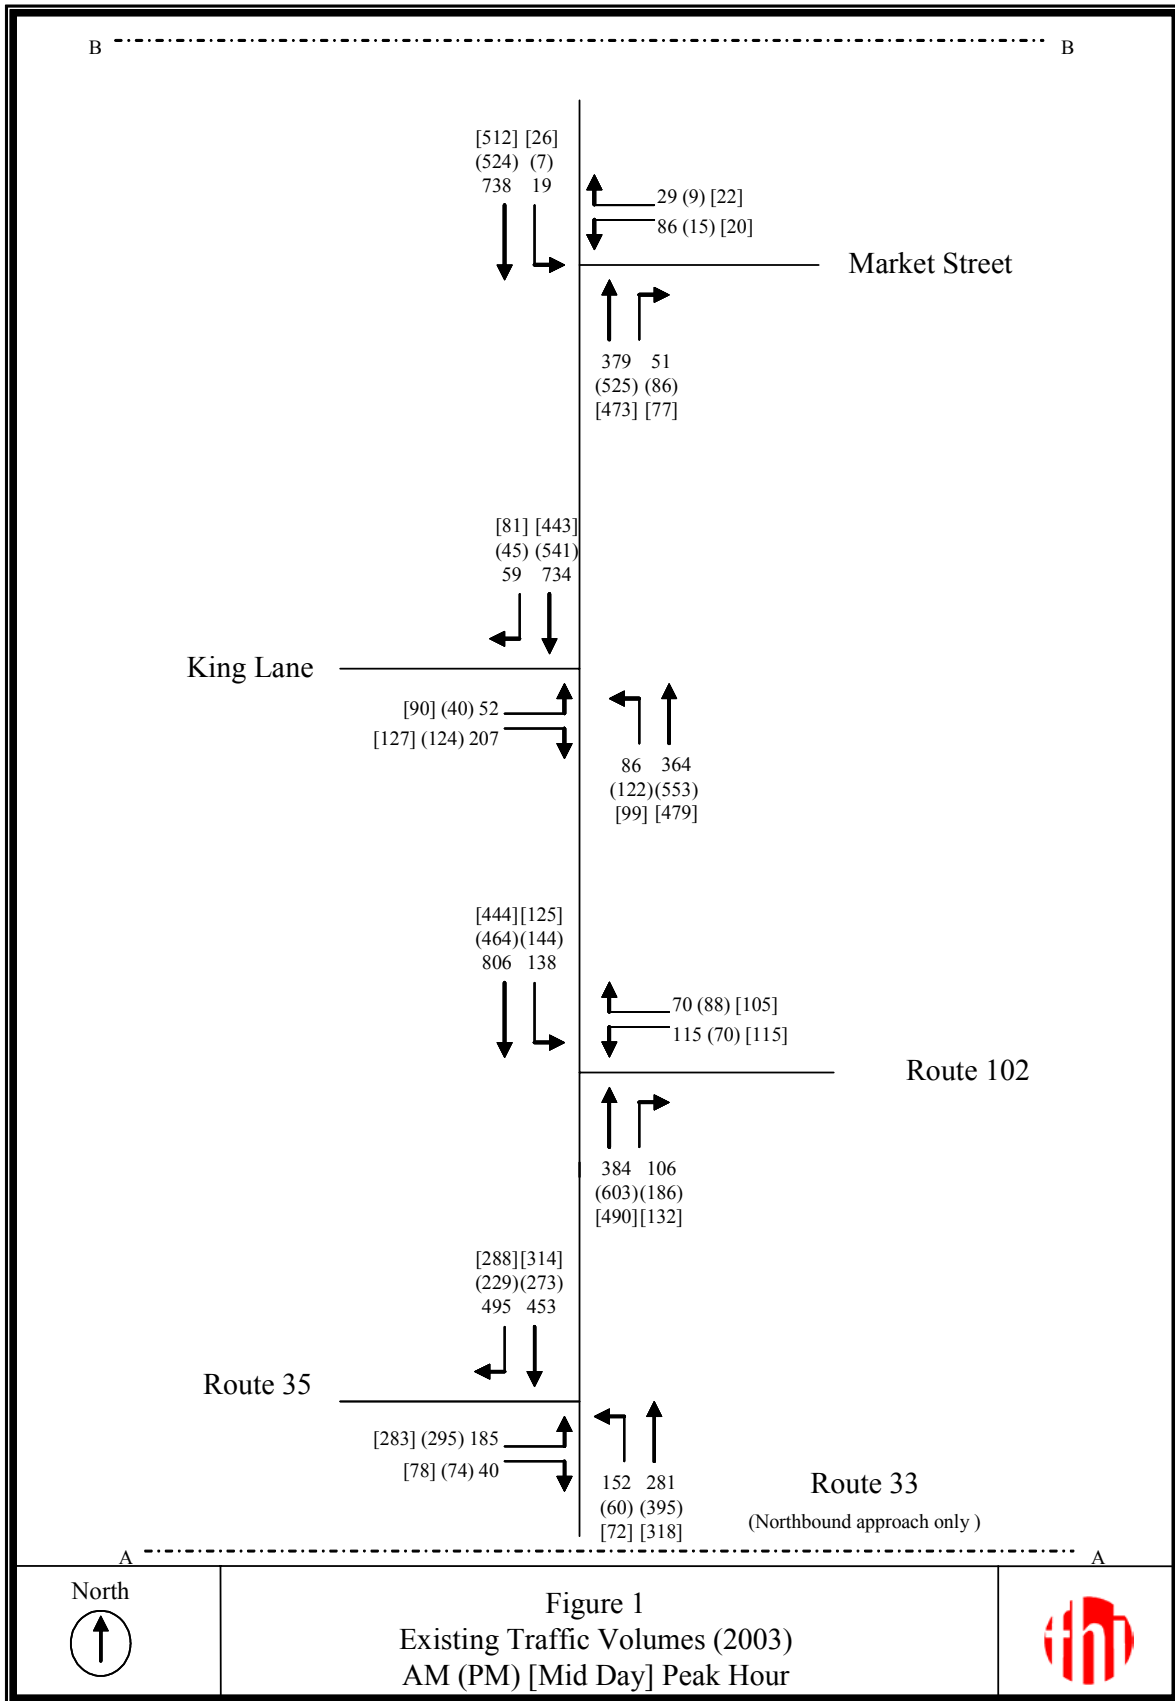 B B
[512] [26]
(524) (7)
738 19
29 (9) [22]
86 (15) [20]
Market Street
379 51
(525) (86)
[473] [77]
[81] [443]
(45) (541)
59 734
King Lane
[90] (40) 52
[127] (124) 207
86 364
(122)(553)
[99] [479]
[444][125]
(464)(144)
806 138
70 (88) [105]
115 (70) [115]
Route 102
384 106
(603)(186)
[490][132]
[288][314]
(229)(273)
495 453
Route 35
[283] (295) 185
[78] (74) 40
152 281
(60) (395)
[72] [318]
Route 33
(Northbound approach only )
A A
North
Figure 1
Existing Traffic Volumes (2003)
AM (PM) [Mid Day] Peak Hour
thj